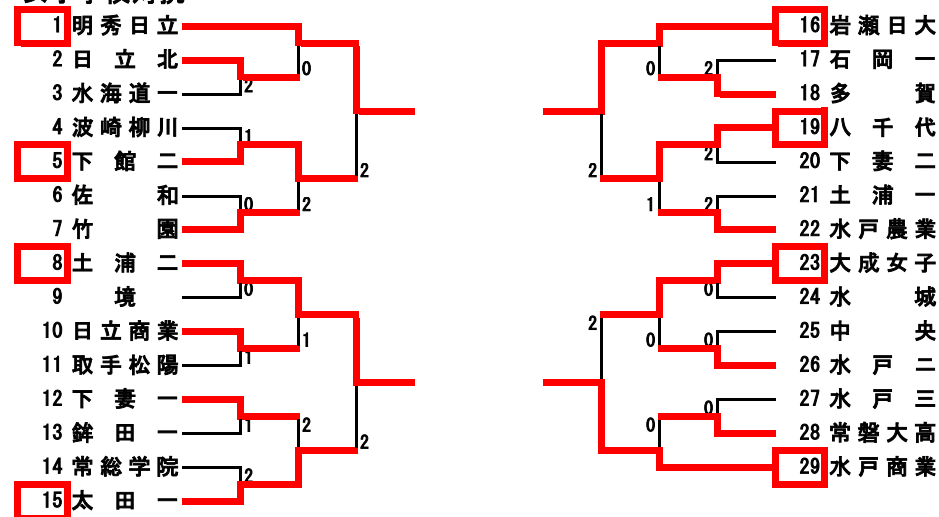 1 明秀日立
2 日立北
3 水海道一
4 波崎柳川
5 下館二
6 佐和
7 竹園
8 土浦二
9 境
10 日立商業
11 取手松陽
12 下妻一
13 鉾田一
14 常総学院
15 太田一
0
2
1
2
0
2
0
1
1
1
2
2
2
16 岩瀬日大
17 石岡一
18 多賀
19 八千代
20 下妻二
21 土浦一
22 水戸農業
23 大成女子
24 水城
25 中央
26 水戸二
27 水戸三
28 常磐大高
29 水戸商業
0
2
2
2
1
2
0
2
0
0
0
0